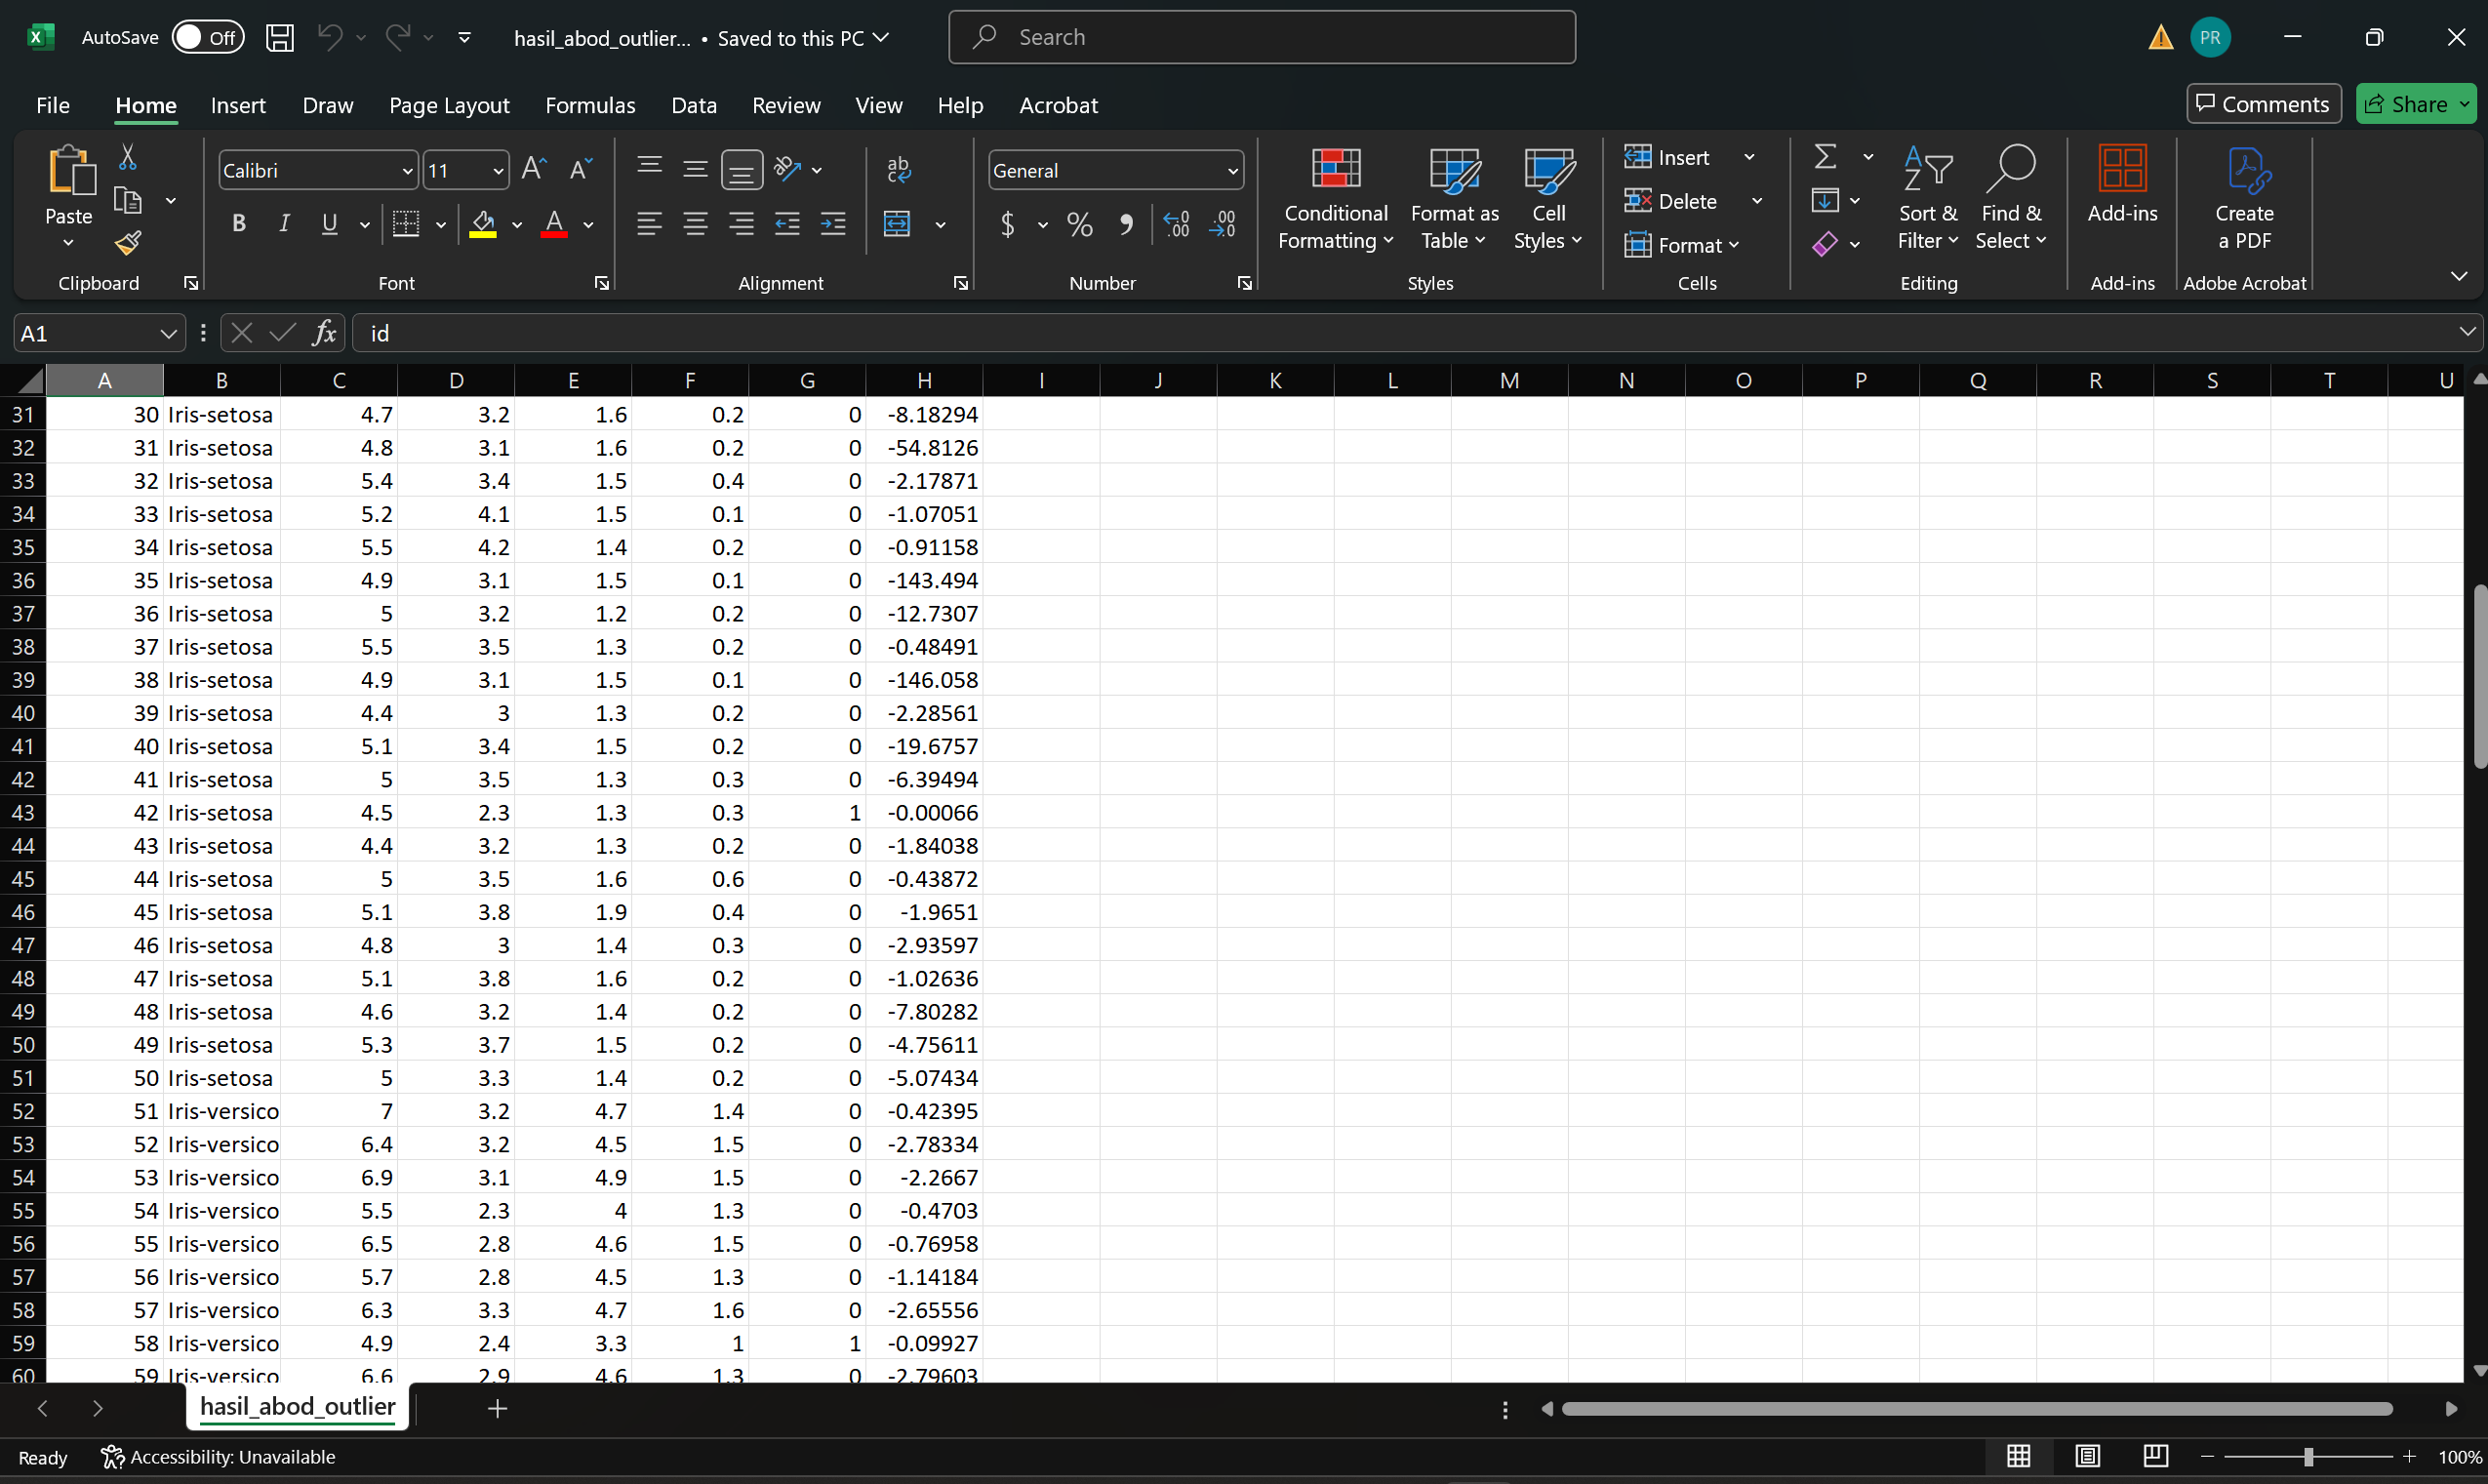 AutoSave Off hasil_abod_outlier... • Saved to this PC Search PR
File Home Insert Draw Page Layout Formulas Data Review View Help Acrobat Comments Share
Paste Calibri 11 General Conditional Formatting Format as Table Cell Styles Insert Delete Format Sort & Filter Find & Select Add-ins Create a PDF
Clipboard Font Alignment Number Styles Cells Editing Add-ins Adobe Acrobat
A1 fx id
A B C D E F G H I J K L M N O P Q R S T U
31 30 Iris-setosa 4.7 3.2 1.6 0.2 0 -8.18294
32 31 Iris-setosa 4.8 3.1 1.6 0.2 0 -54.8126
33 32 Iris-setosa 5.4 3.4 1.5 0.4 0 -2.17871
34 33 Iris-setosa 5.2 4.1 1.5 0.1 0 -1.07051
35 34 Iris-setosa 5.5 4.2 1.4 0.2 0 -0.91158
36 35 Iris-setosa 4.9 3.1 1.5 0.1 0 -143.494
37 36 Iris-setosa 5 3.2 1.2 0.2 0 -12.7307
38 37 Iris-setosa 5.5 3.5 1.3 0.2 0 -0.48491
39 38 Iris-setosa 4.9 3.1 1.5 0.1 0 -146.058
40 39 Iris-setosa 4.4 3 1.3 0.2 0 -2.28561
41 40 Iris-setosa 5.1 3.4 1.5 0.2 0 -19.6757
42 41 Iris-setosa 5 3.5 1.3 0.3 0 -6.39494
43 42 Iris-setosa 4.5 2.3 1.3 0.3 1 -0.00066
44 43 Iris-setosa 4.4 3.2 1.3 0.2 0 -1.84038
45 44 Iris-setosa 5 3.5 1.6 0.6 0 -0.43872
46 45 Iris-setosa 5.1 3.8 1.9 0.4 0 -1.9651
47 46 Iris-setosa 4.8 3 1.4 0.3 0 -2.93597
48 47 Iris-setosa 5.1 3.8 1.6 0.2 0 -1.02636
49 48 Iris-setosa 4.6 3.2 1.4 0.2 0 -7.80282
50 49 Iris-setosa 5.3 3.7 1.5 0.2 0 -4.75611
51 50 Iris-setosa 5 3.3 1.4 0.2 0 -5.07434
52 51 Iris-versico 7 3.2 4.7 1.4 0 -0.42395
53 52 Iris-versico 6.4 3.2 4.5 1.5 0 -2.78334
54 53 Iris-versico 6.9 3.1 4.9 1.5 0 -2.2667
55 54 Iris-versico 5.5 2.3 4 1.3 0 -0.4703
56 55 Iris-versico 6.5 2.8 4.6 1.5 0 -0.76958
57 56 Iris-versico 5.7 2.8 4.5 1.3 0 -1.14184
58 57 Iris-versico 6.3 3.3 4.7 1.6 0 -2.65556
59 58 Iris-versico 4.9 2.4 3.3 1 1 -0.09927
60 59 Iris-versico 6.6 2.9 4.6 1.3 0 -2.79603
hasil_abod_outlier
Ready Accessibility: Unavailable 100%